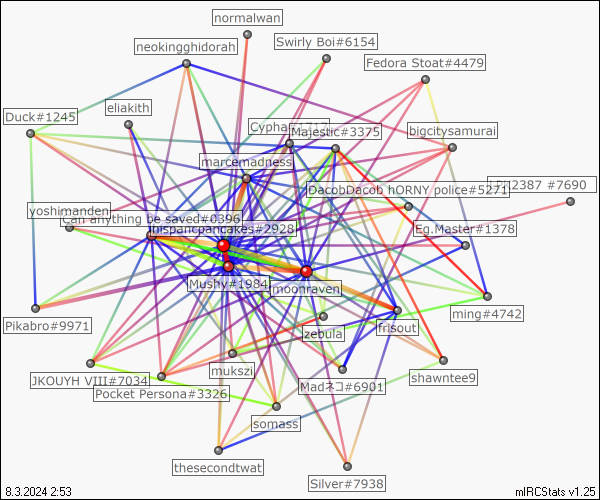 normalwan
Swirly Boi#6154
neokingghidorah
Fedora Stoat#4479
eliakith
Duck#1245
Majestic#3375
bigcitysamurai
marcemadness
DacobDacob hORNY police#5271
#7690
yoshimanden
anything be saved#0396
hispanicpancakes#2928
Eg.Master#1378
Mushy#1984
moonraven
Pikabro#9971
zebula
frisout
ming#4742
mukszi
JKOUYH VIII#7034
Pocket Persona#3326
Madネコ#6901
shawntee9
somass
thesecondtwat
Silver#7938
8.3.2024 2:53
mIRCStats v1.25